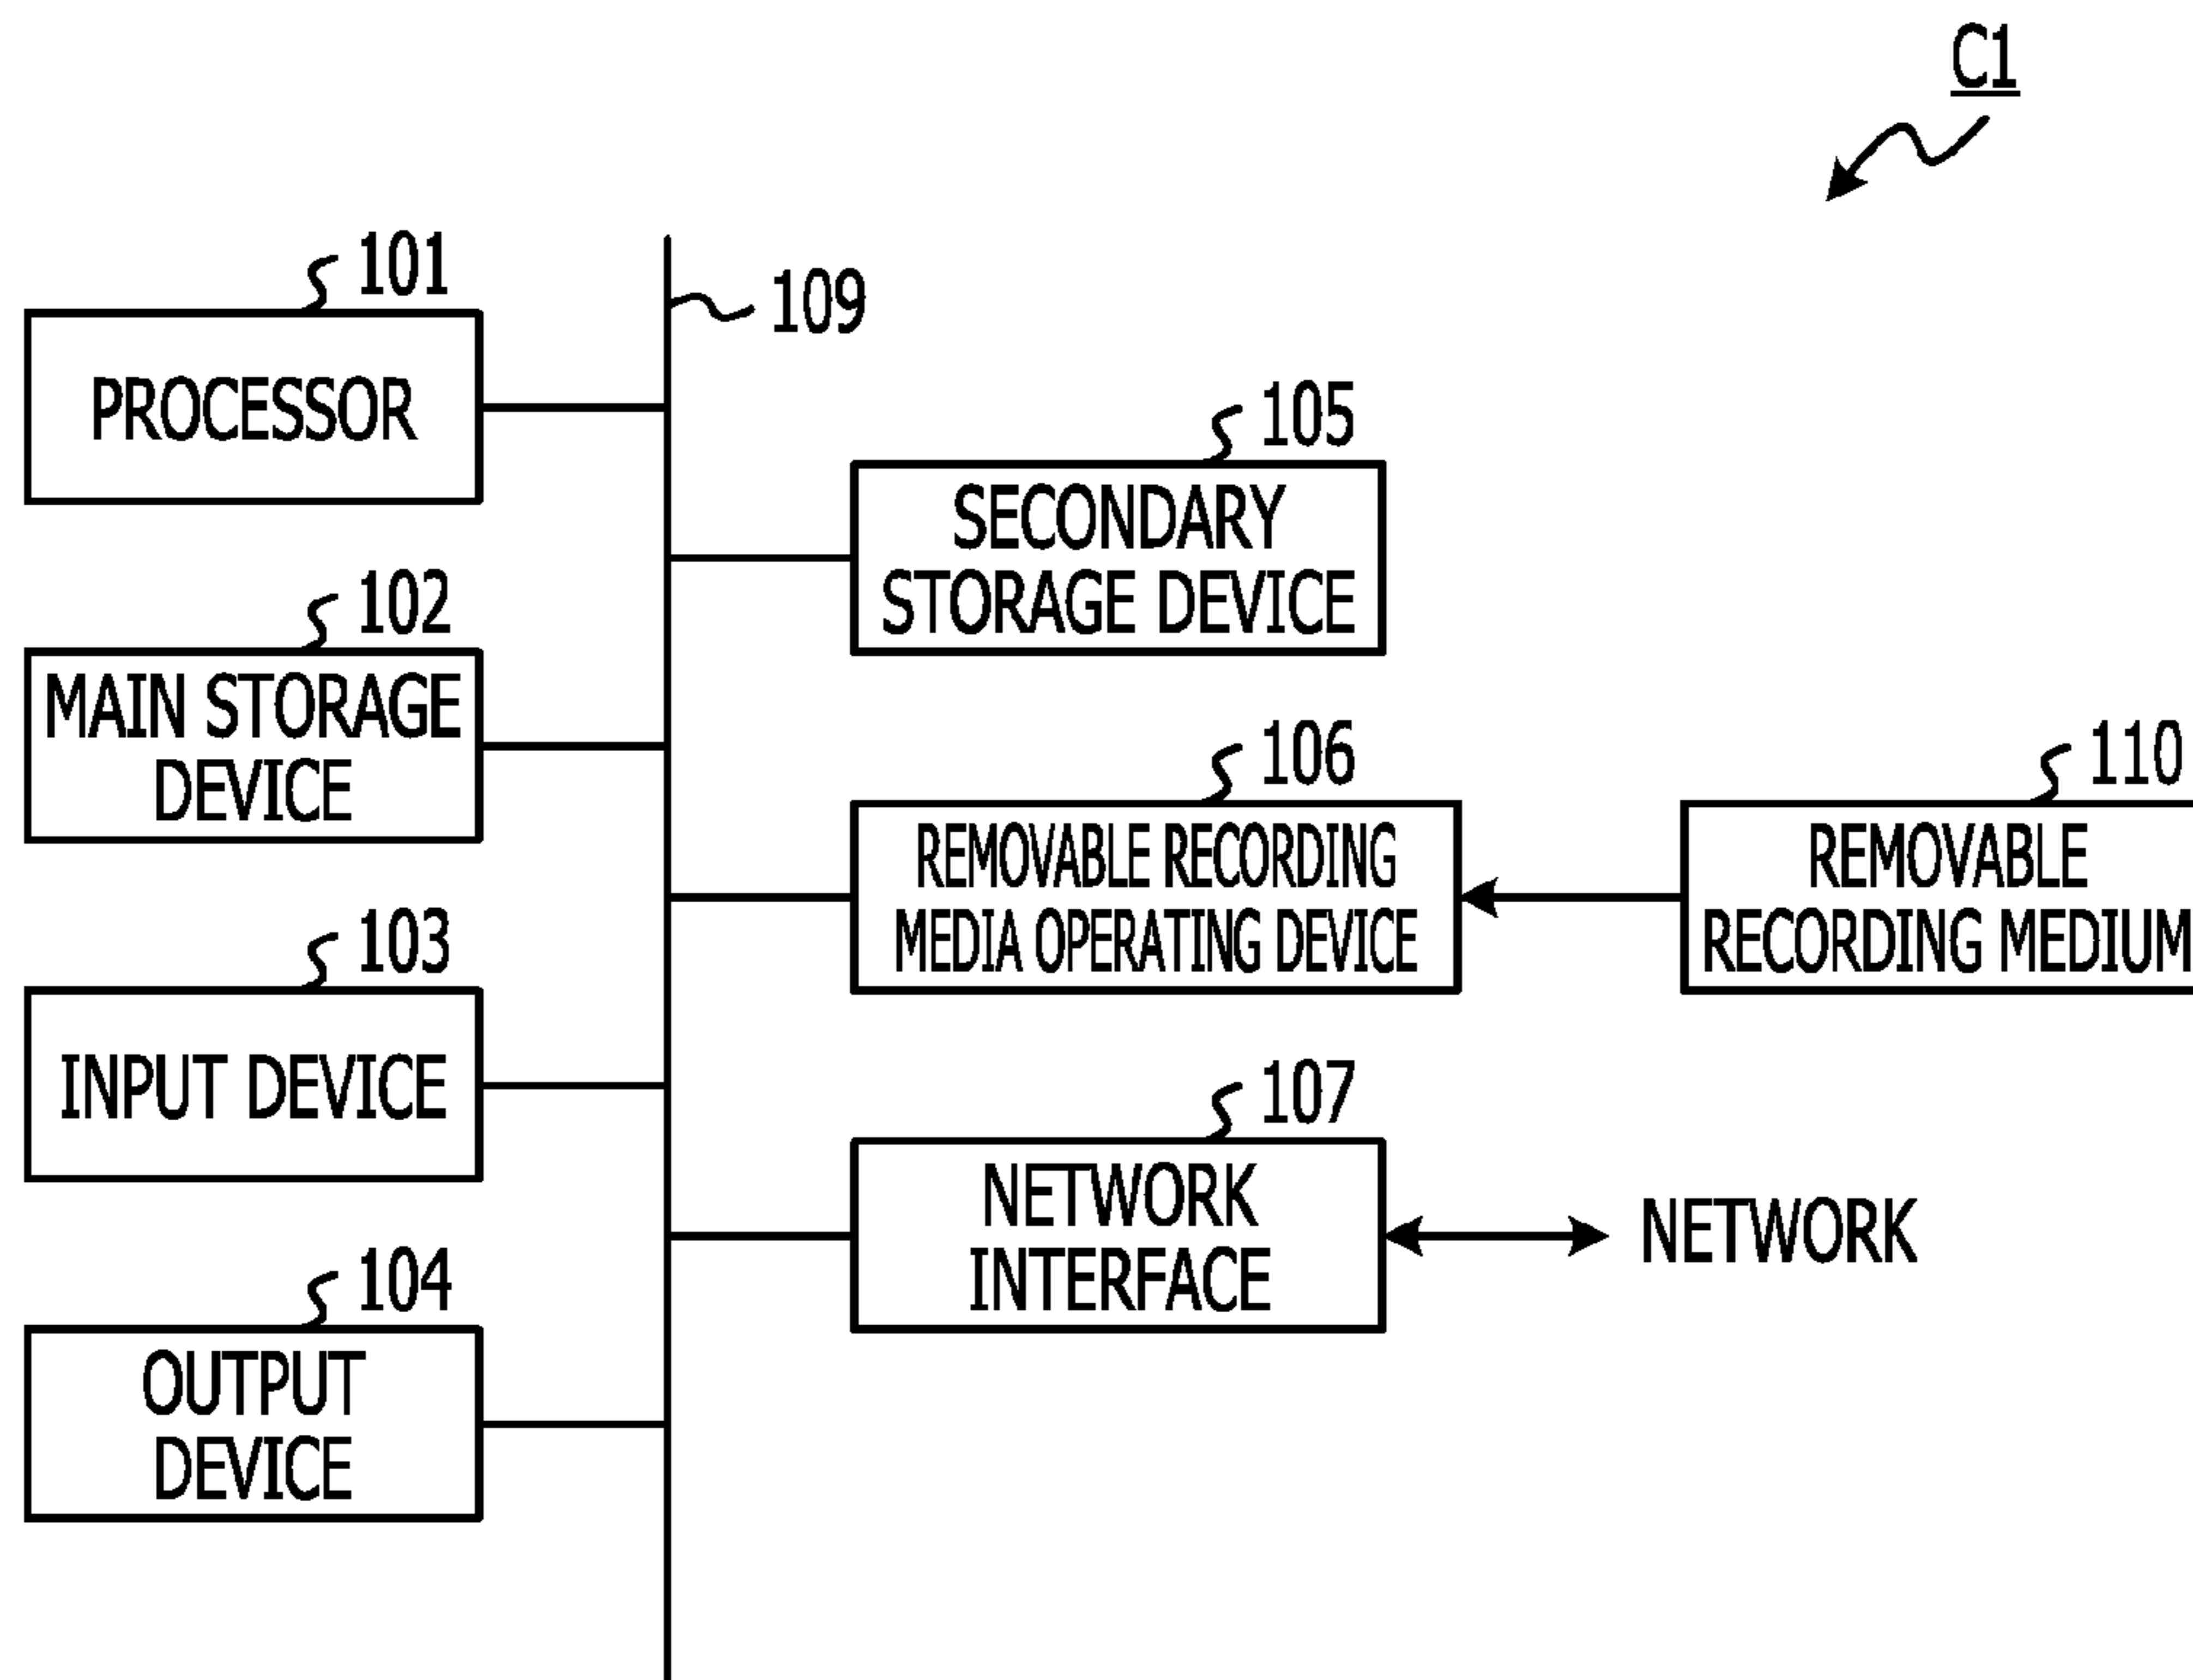 C1
101
PROCESSOR
109
105
SECONDARY
STORAGE DEVICE
102
MAIN STORAGE
DEVICE
106
REMOVABLE RECORDING
MEDIA OPERATING DEVICE
110
REMOVABLE
RECORDING MEDIUM
103
INPUT DEVICE
107
NETWORK
INTERFACE
NETWORK
104
OUTPUT
DEVICE